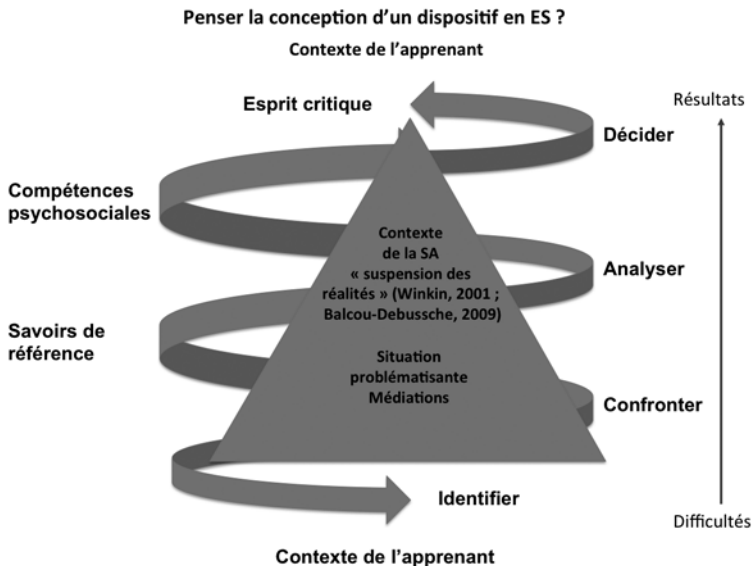 Penser la conception d’un dispositif en ES ?
Contexte de l’apprenant
Esprit critique
Résultats
Décider
Compétences
psychosociales
Contexte
de la SA
« suspension des
réalités » (Winkin, 2001 ;
Balcou-Debussche, 2009)
Analyser
Savoirs de
référence
Situation
problématisante
Médiations
Confronter
Identifier
Difficultés
Contexte de l’apprenant